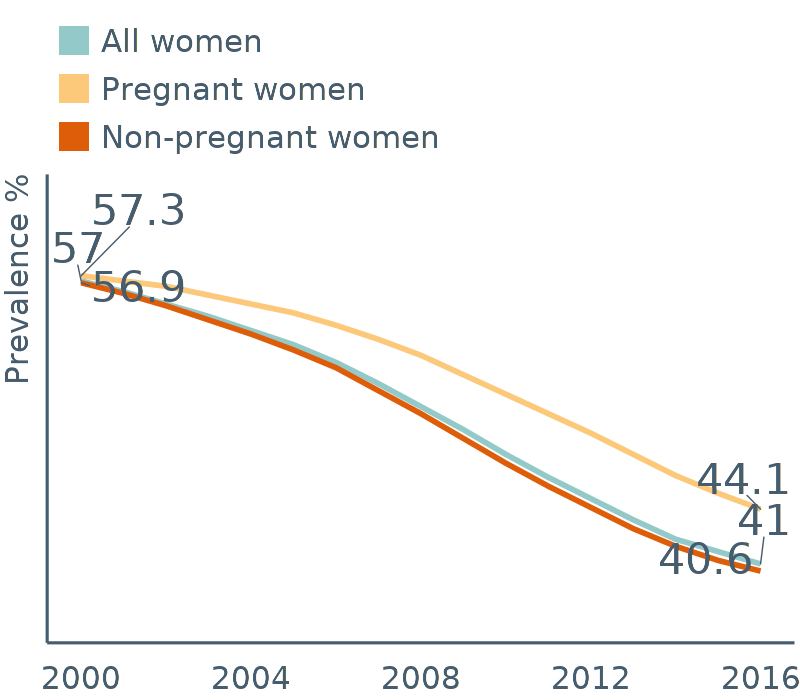 All women
Pregnant women
Non-pregnant women
Prevalence %
57.3
57
56.9
44.1
41
40.6
2000 2004 2008 2012 2016